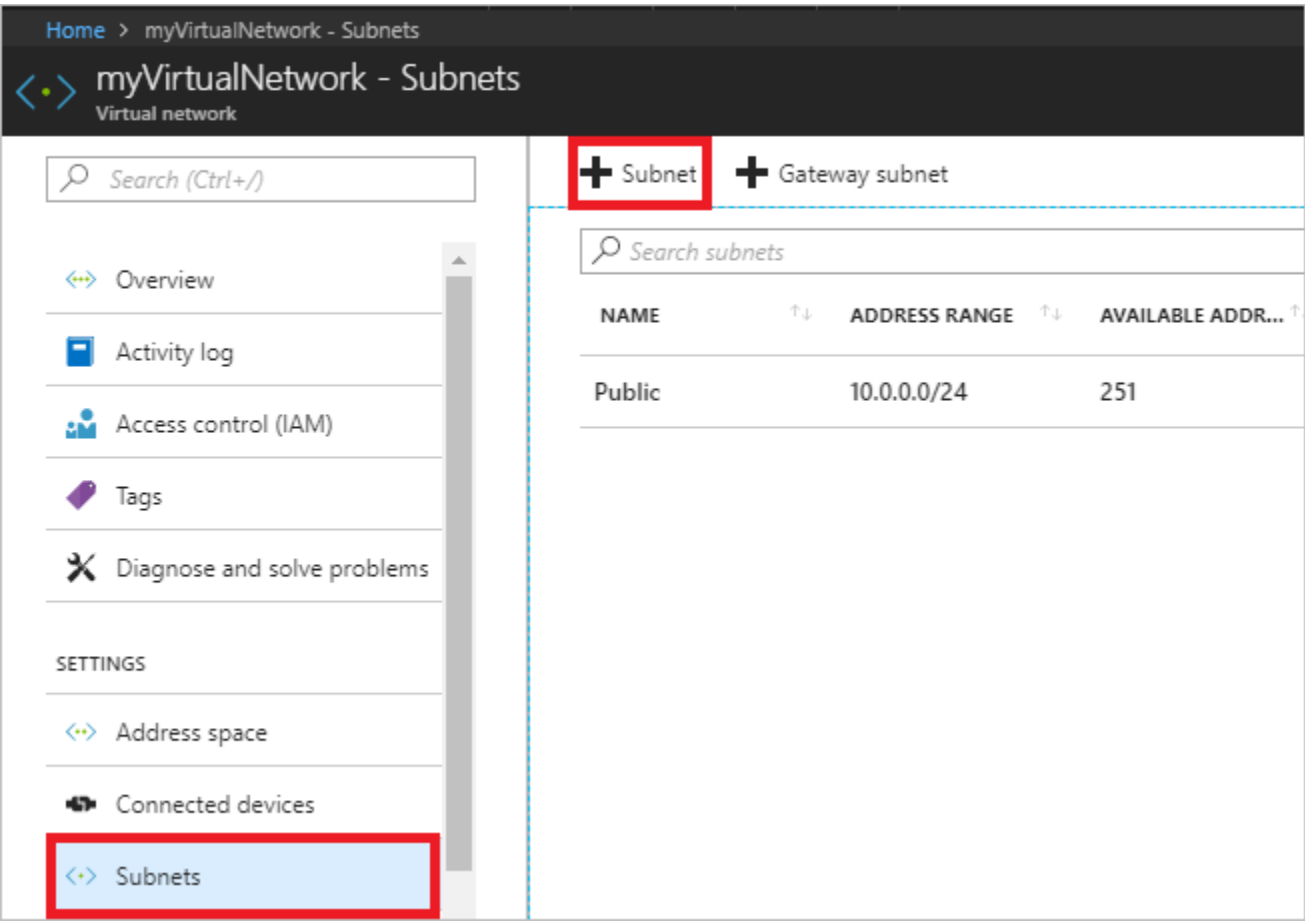 Home > myVirtualNetwork - Subnets
myVirtualNetwork - Subnets
Virtual network
Search (Ctrl+/)
Overview
Activity log
Access control (IAM)
Tags
Diagnose and solve problems
SETTINGS
Address space
Connected devices
Subnets
+ Subnet + Gateway subnet
Search subnets
NAME ADDRESS RANGE AVAILABLE ADDR...
Public 10.0.0.0/24 251